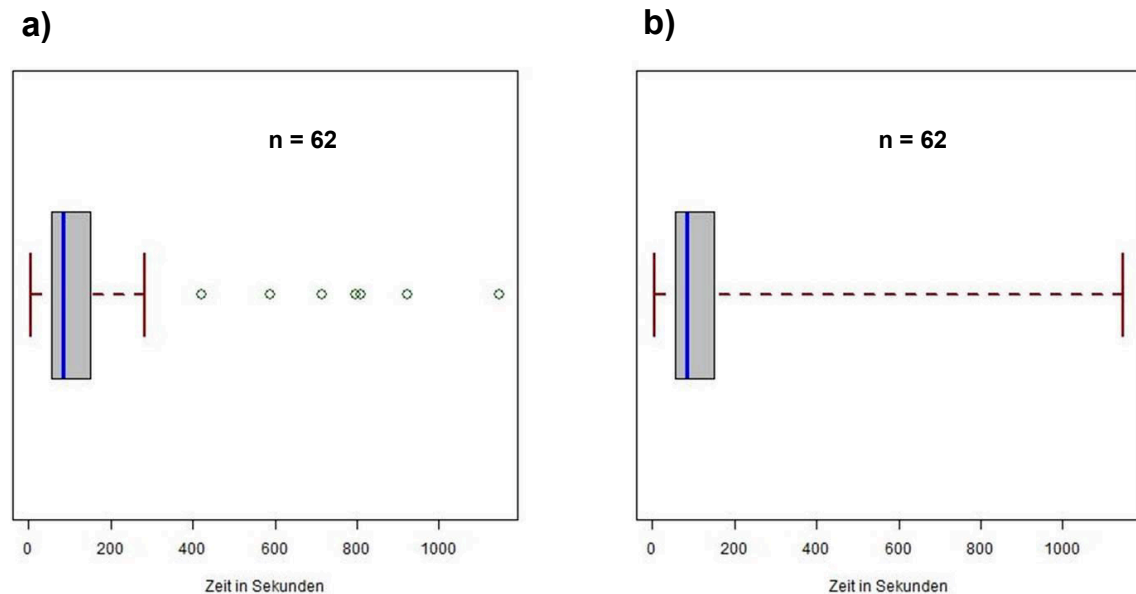 a)
n = 62
0 200 400 600 800 1000
Zeit in Sekunden
b)
n = 62
0 200 400 600 800 1000
Zeit in Sekunden